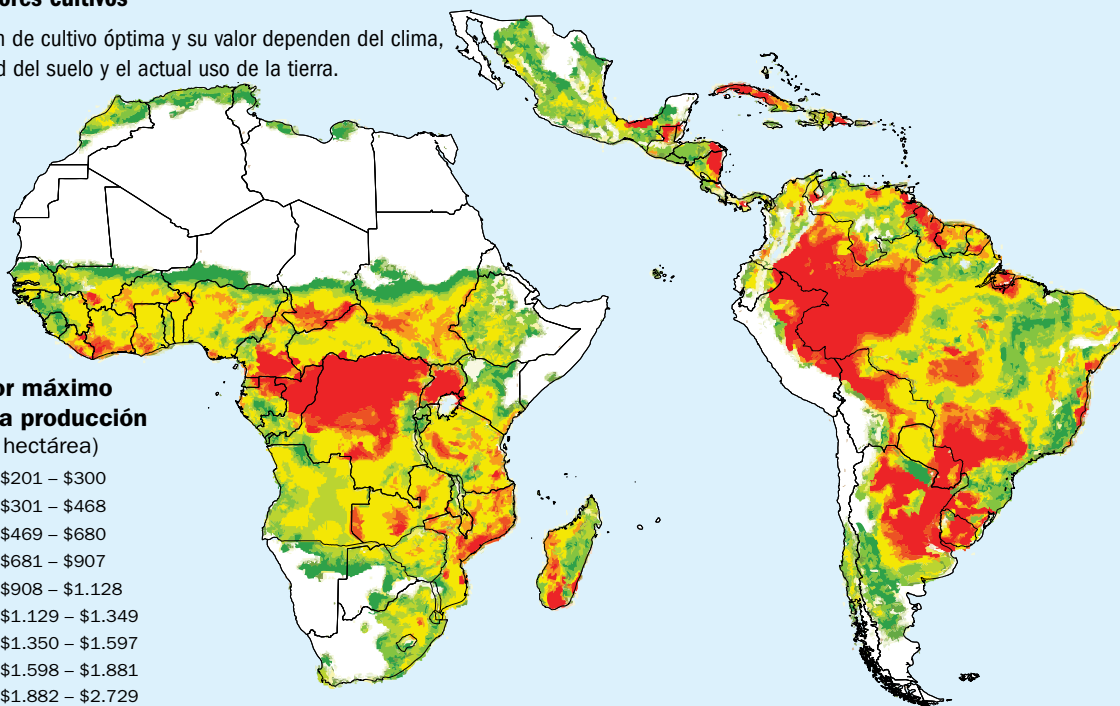 ores cultivos
n de cultivo óptima y su valor dependen del clima,
d del suelo y el actual uso de la tierra.
or máximo
a producción
hectárea)
$201 – $300
$301 – $468
$469 – $680
$681 – $907
$908 – $1.128
$1.129 – $1.349
$1.350 – $1.597
$1.598 – $1.881
$1.882 – $2.729